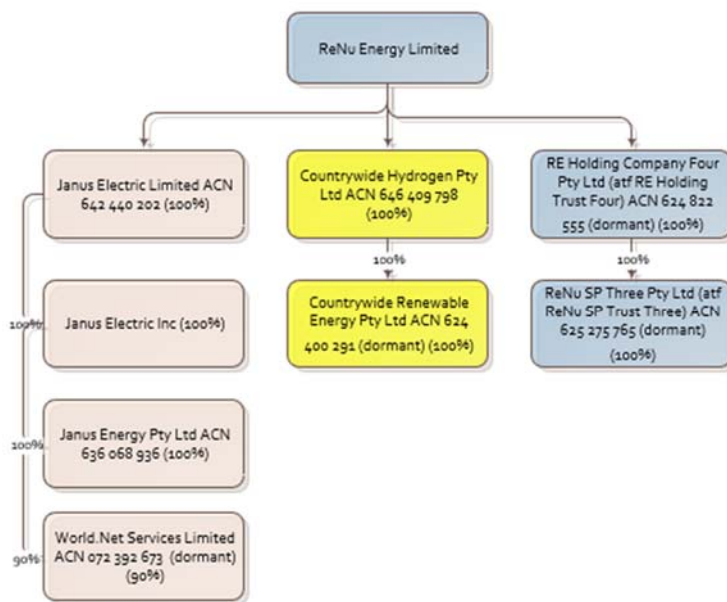 ReNu Energy Limited
Janus Electric Limited ACN
642 440 202 (100%)
Countrywide Hydrogen Pty
Ltd ACN 646 409 798
(100%)
RE Holding Company Four
Pty Ltd (atf RE Holding
Trust Four) ACN 624 822
555 (dormant) (100%)
100%
100%
100%
Janus Electric Inc (100%)
Countrywide Renewable
Energy Pty Ltd ACN 624
400 291 (dormant) (100%)
ReNu SP Three Pty Ltd (atf
ReNu SP Trust Three) ACN
625 275 765 (dormant)
(100%)
100%
Janus Energy Pty Ltd ACN
636 068 936 (100%)
90%
World.Net Services Limited
ACN 072 392 673 (dormant)
(90%)